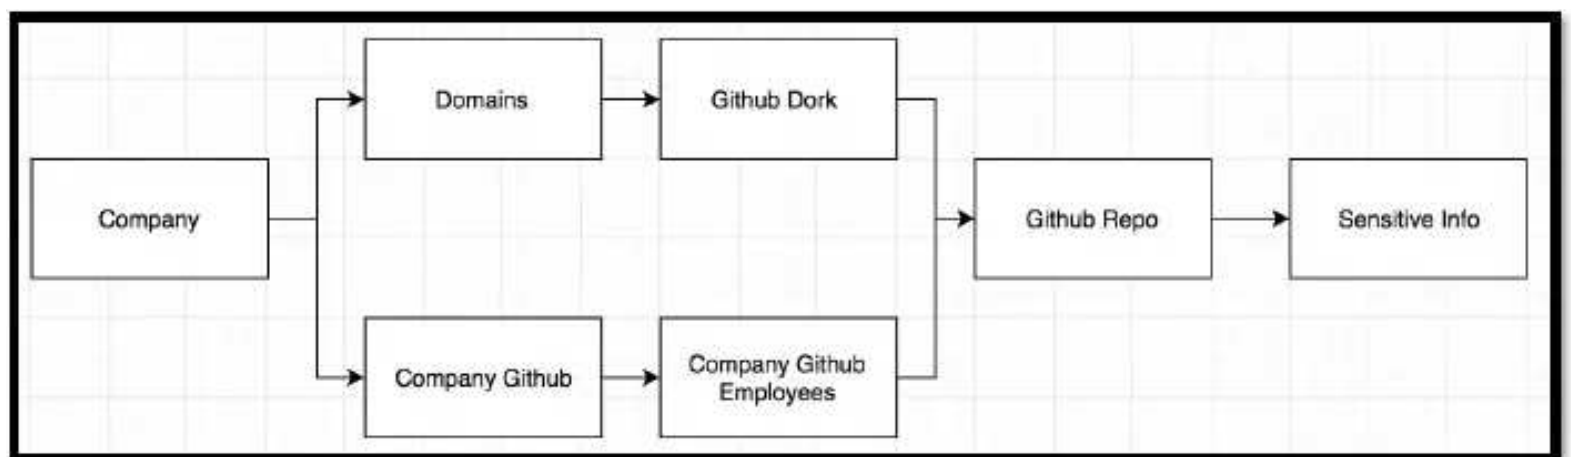 Domains
Github Dork
Company
Github Repo
Sensitive Info
Company Github
Company Github
Employees